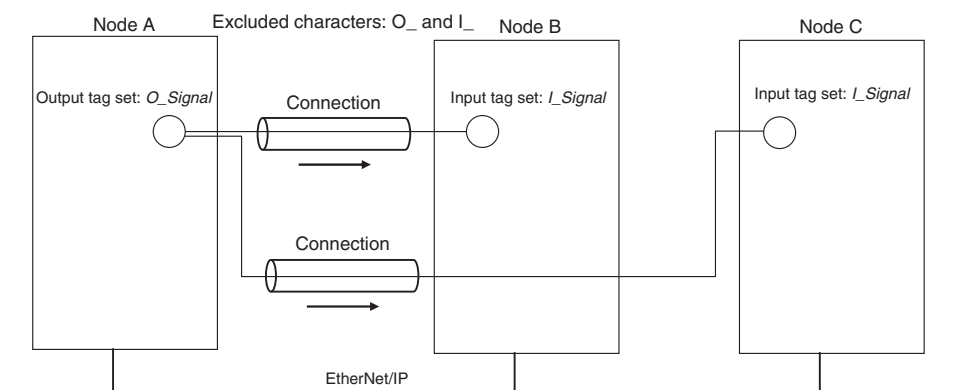 Excluded characters: O_ and I_
Node A
Node B
Node C
Output tag set: O_Signal
Connection
Input tag set: I_Signal
Input tag set: I_Signal
Connection
EtherNet/IP